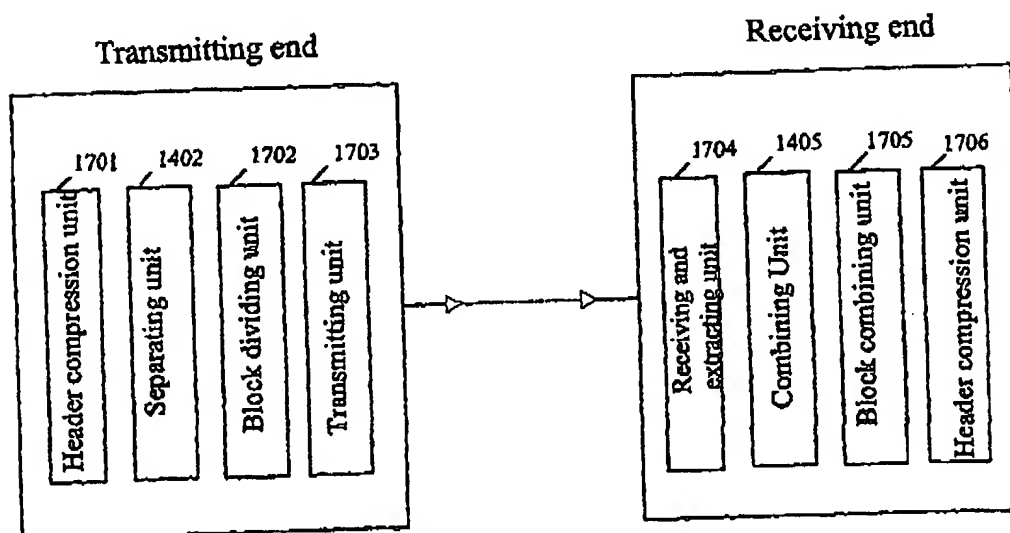 Transmitting end
Receiving end
1701
1402
1702
1703
Header compression unit
Separating unit
Block dividing unit
Transmitting unit
1704
1405
1705
1706
Receiving and
extracting unit
Combining Unit
Block combining unit
Header compression unit